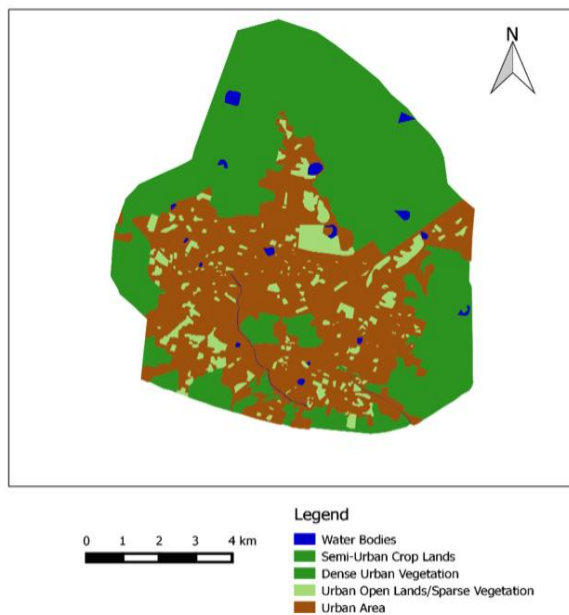 N
0 1 2 3 4 km
Legend
Water Bodies
Semi-Urban Crop Lands
Dense Urban Vegetation
Urban Open Lands/Sparse Vegetation
Urban Area